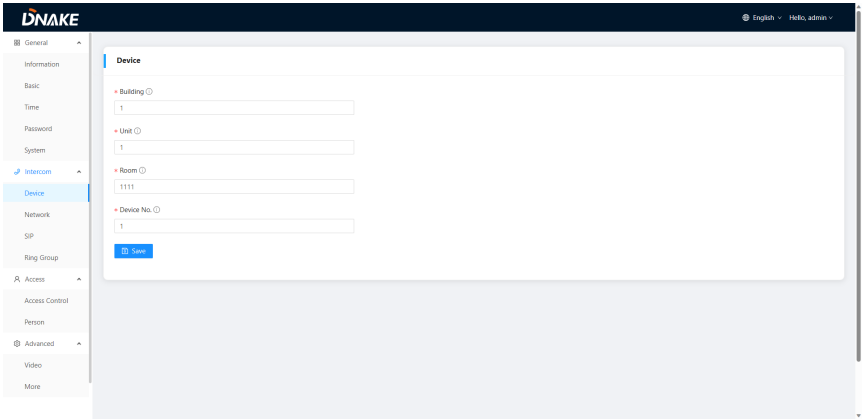 DNAKE
English
Hello, admin
General
Information
Basic
Time
Password
System
Intercom
Device
Network
SIP
Ring Group
Access
Access Control
Person
Advanced
Video
More
Device
* Building
1
* Unit
1
* Room
1111
* Device No.
1
Save